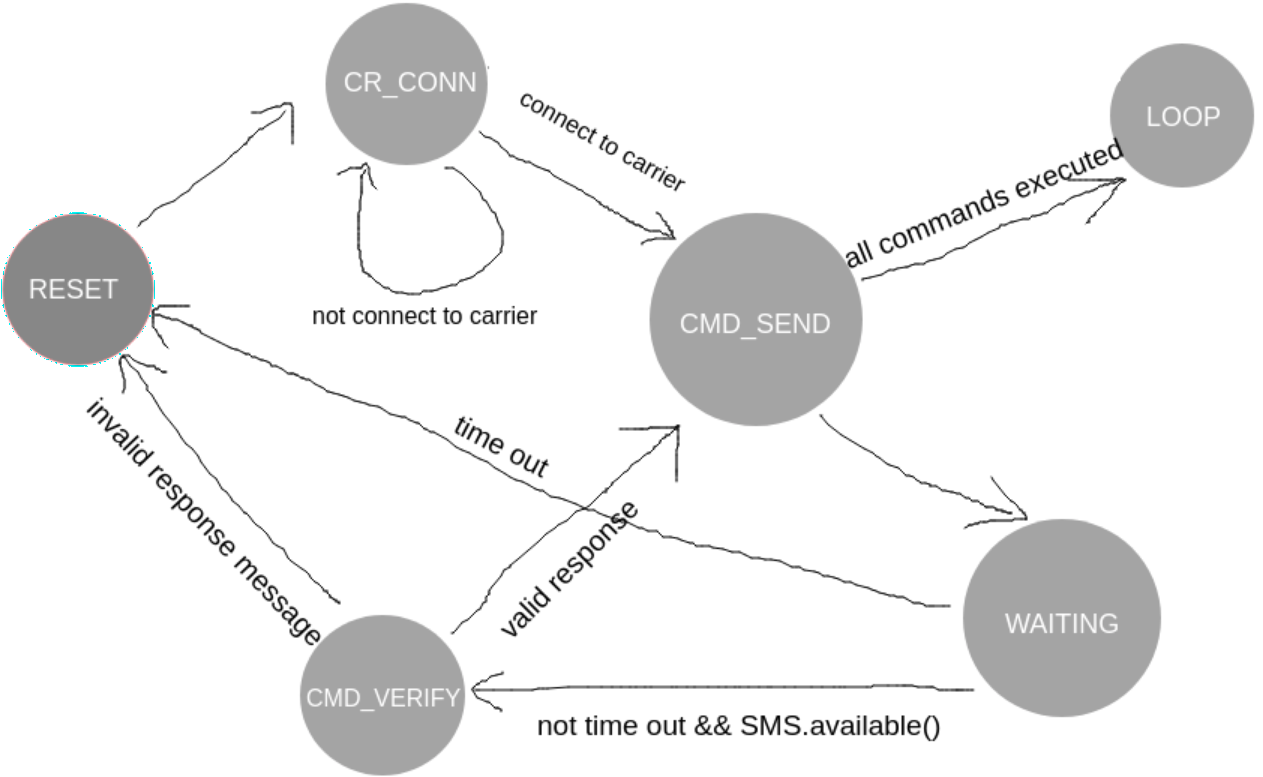 CR_CONN
connect to carrier
LOOP
all commands executed
RESET
not connect to carrier
CMD_SEND
time out
invalid response message
valid response
WAITING
CMD_VERIFY
not time out && SMS.available()